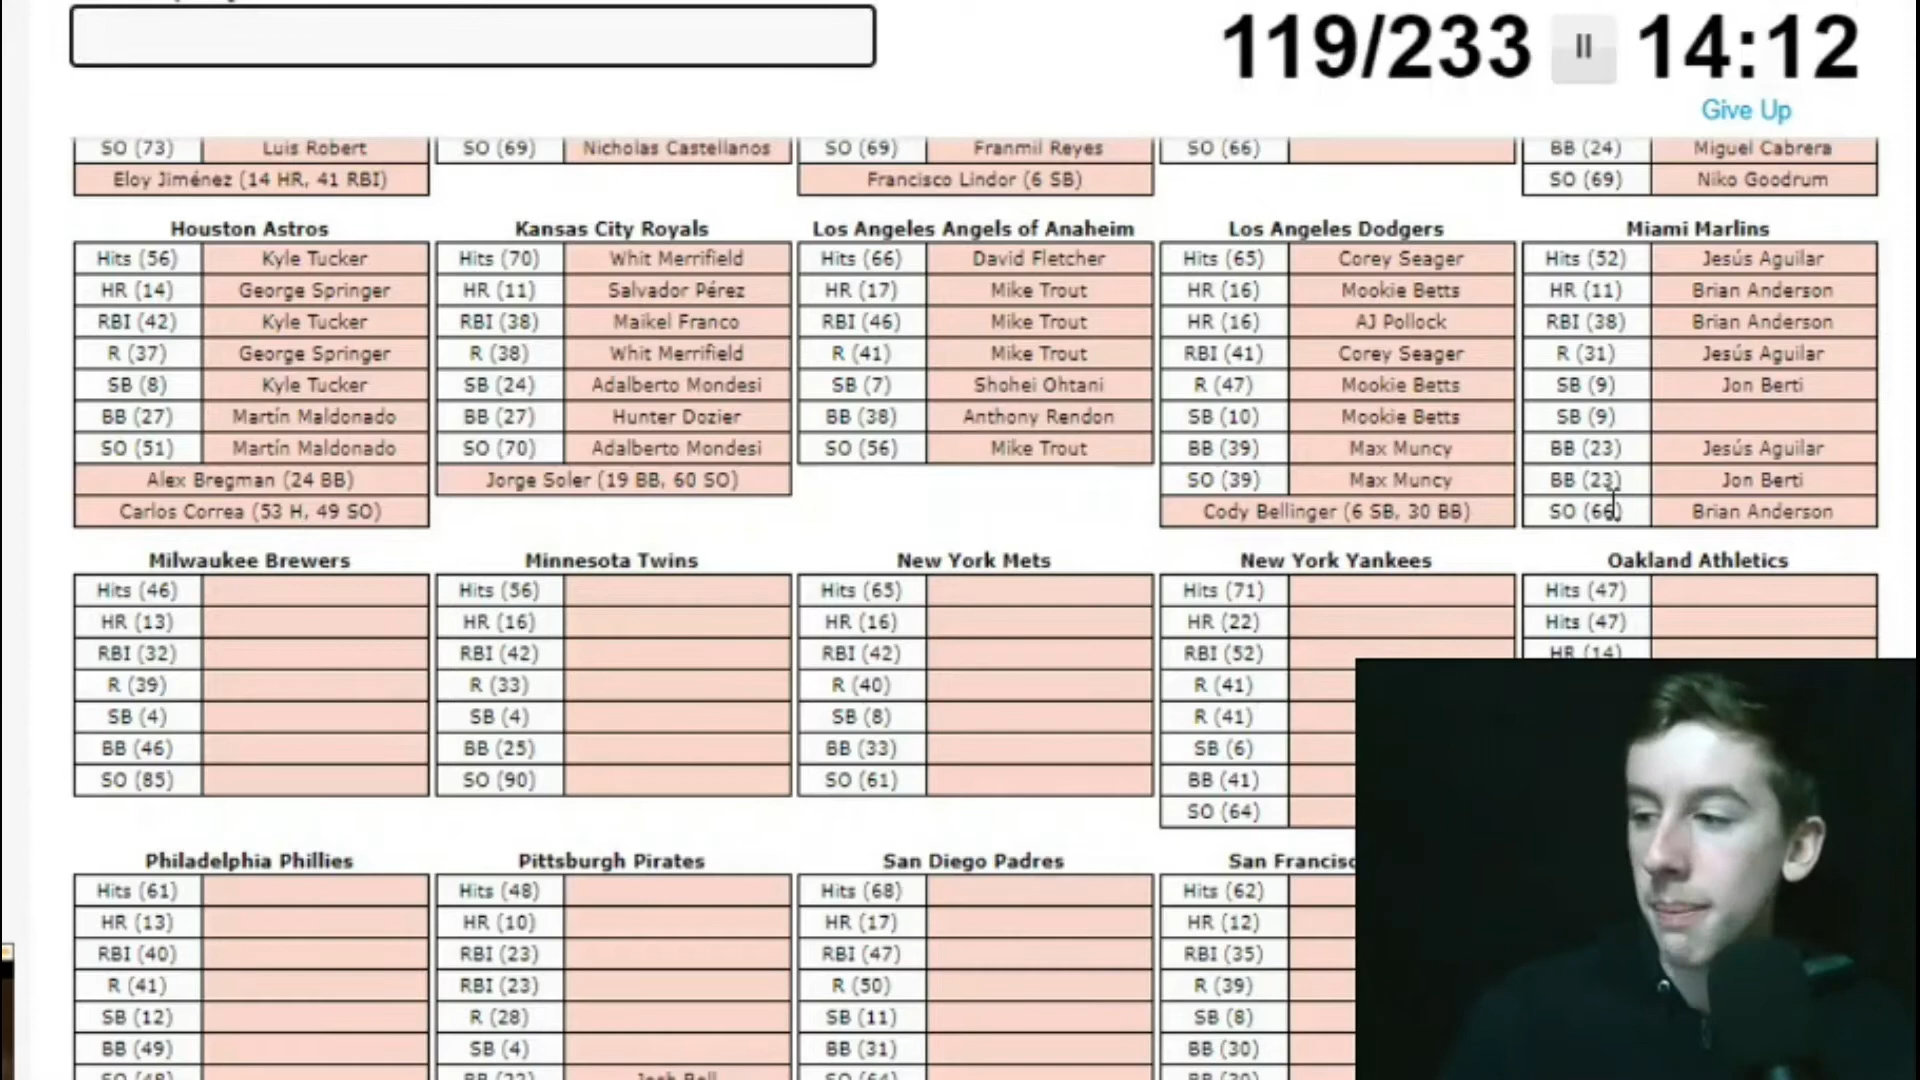 119/233 14:12
Give Up
SO (73) Luis Robert SO (69) Nicholas Castellanos SO (69) Franmil Reyes SO (66) BB (24) Miguel Cabrera
Eloy Jiménez (14 HR, 41 RBI) Francisco Lindor (6 SB) SO (69) Niko Goodrum
Houston Astros Kansas City Royals Los Angeles Angels of Anaheim Los Angeles Dodgers Miami Marlins
Hits (56) Kyle Tucker Hits (70) Whit Merrifield Hits (66) David Fletcher Hits (65) Corey Seager Hits (52) Jesús Aguilar
HR (14) George Springer HR (11) Salvador Pérez HR (17) Mike Trout HR (16) Mookie Betts HR (11) Brian Anderson
RBI (42) Kyle Tucker RBI (38) Maikel Franco RBI (46) Mike Trout HR (16) AJ Pollock RBI (38) Brian Anderson
R (37) George Springer R (38) Whit Merrifield R (41) Mike Trout RBI (41) Corey Seager R (31) Jesús Aguilar
SB (8) Kyle Tucker SB (24) Adalberto Mondesi SB (7) Shohei Ohtani R (47) Mookie Betts SB (9) Jon Berti
BB (27) Martín Maldonado BB (27) Hunter Dozier BB (38) Anthony Rendon SB (10) Mookie Betts SB (9)
SO (51) Martín Maldonado SO (70) Adalberto Mondesi SO (56) Mike Trout BB (39) Max Muncy BB (23) Jesús Aguilar
Alex Bregman (24 BB) Jorge Soler (19 BB, 60 SO) SO (39) Max Muncy BB (23) Jon Berti
Carlos Correa (53 H, 49 SO) Cody Bellinger (6 SB, 30 BB) SO (66) Brian Anderson
Milwaukee Brewers Minnesota Twins New York Mets New York Yankees Oakland Athletics
Hits (46) Hits (56) Hits (65) Hits (71) Hits (47)
HR (13) HR (16) HR (16) HR (22) Hits (47)
RBI (32) RBI (42) RBI (42) RBI (52) HR (14)
R (39) R (33) R (40) R (41)
SB (4) SB (4) SB (8) R (41)
BB (46) BB (25) BB (33) SB (6)
SO (85) SO (90) SO (61) BB (41)
SO (64)
Philadelphia Phillies Pittsburgh Pirates San Diego Padres San Francisc
Hits (61) Hits (48) Hits (68) Hits (62)
HR (13) HR (10) HR (17) HR (12)
RBI (40) RBI (23) RBI (47) RBI (35)
R (41) RBI (23) R (50) R (39)
SB (12) R (28) SB (11) SB (8)
BB (49) SB (4) BB (31) BB (30)
SO (48) BB (22) Josh Bell SO (64) BB (30)